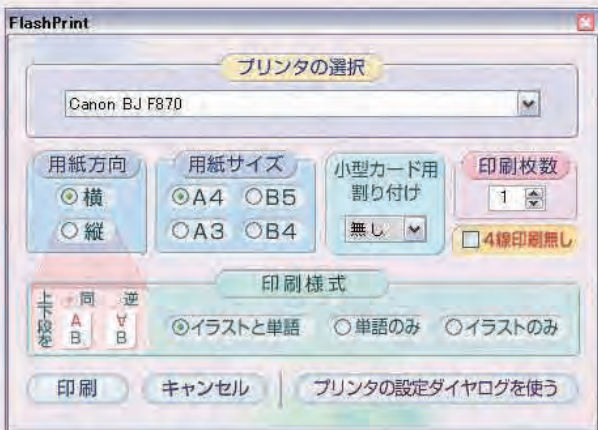 FlashPrint
プリンタの選択
Canon BJ F870
用紙方向
横
縦
用紙サイズ
A4 B5
A3 B4
小型カード用
割り付け
無し
印刷枚数
1
4線印刷無し
印刷様式
上下段を
同 逆
A
B
∀
B
イラストと単語 単語のみ イラストのみ
印刷 キャンセル プリンタの設定ダイヤログを使う